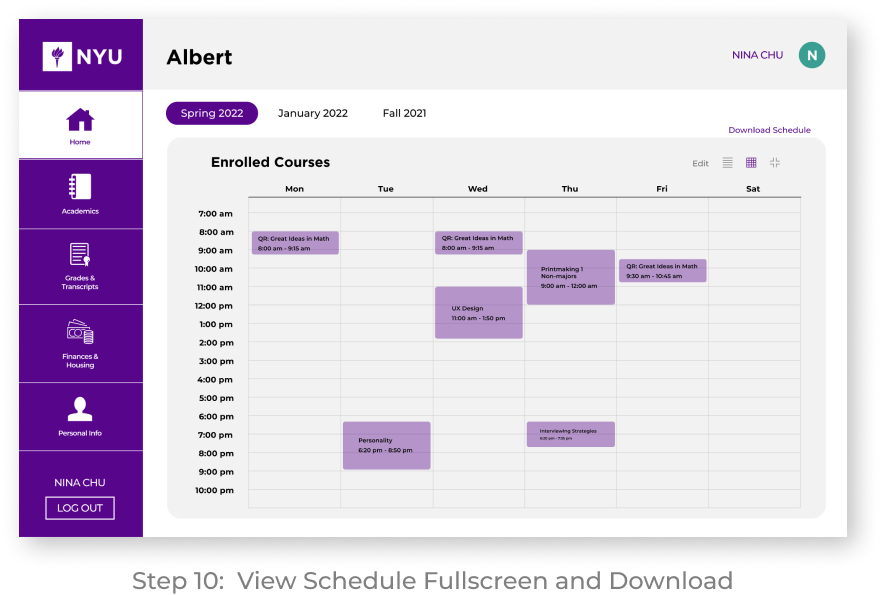 NYU
Albert
NINA CHU
N
Home
Academics
Grades &
Transcripts
Finances &
Housing
Personal Info
NINA CHU
LOG OUT
Spring 2022
January 2022
Fall 2021
Download Schedule
Enrolled Courses
Edit
Mon Tue Wed Thu Fri Sat
7:00 am
8:00 am
9:00 am
10:00 am
11:00 am
12:00 pm
1:00 pm
2:00 pm
3:00 pm
4:00 pm
5:00 pm
6:00 pm
7:00 pm
8:00 pm
9:00 pm
10:00 pm
QR: Great Ideas in Math
8:00 am - 9:15 am
Personality
6:20 pm - 8:50 pm
QR: Great Ideas in Math
8:00 am - 9:15 am
UX Design
11:00 am - 1:50 pm
Printmaking 1
Non-majors
9:00 am - 12:00 am
Interviewing Strategies
6:20 pm - 7:35 pm
QR: Great Ideas in Math
9:30 am - 10:45 am
Step 10: View Schedule Fullscreen and Download